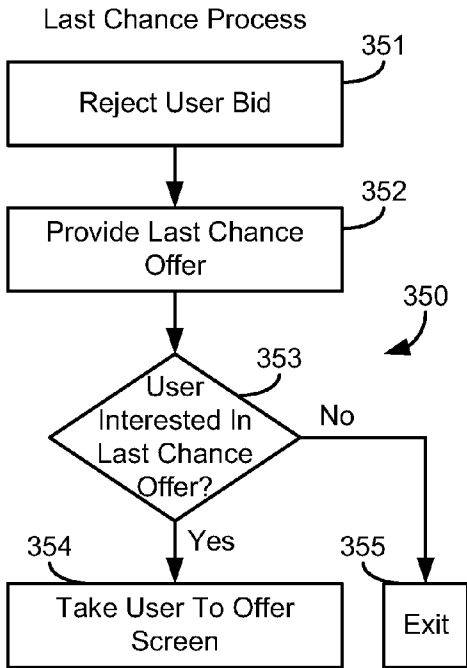 Last Chance Process
351
Reject User Bid
352
Provide Last Chance
Offer
350
353
User
Interested In
Last Chance
Offer?
No
Yes
354
Take User To Offer
Screen
355
Exit